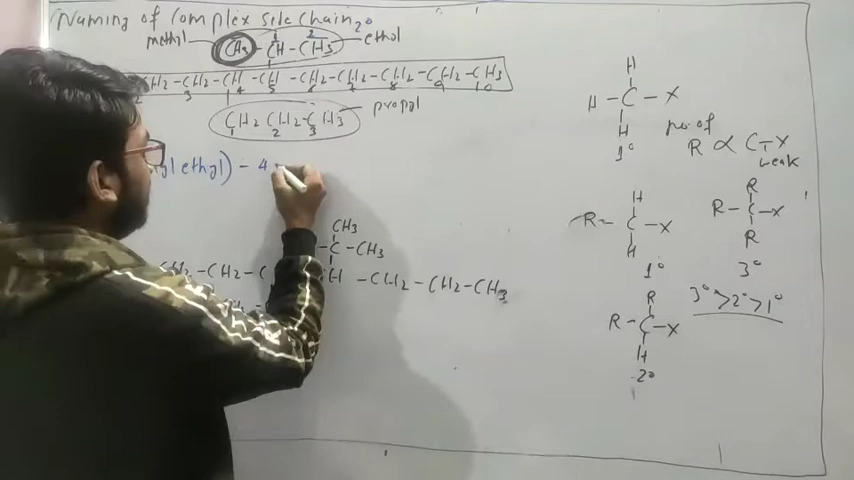 Naming of Complex side chain
2°
methyl CH3 - CH - CH3 ethyl
1 2
CH2 - CH2 - CH - CH - CH2 - CH2 - CH2 - CH2 - CH3
2 3 4 5 6 7 8 9 10
CH2 CH2 - CH3 propyl
1 2 3
yl ethyl) - 4
CH3
- C - CH3
CH2 - CH2 - C H - CH2 - CH2 - CH3
H
H - C - X
H
1°
no. of
R ∝ C - X
weak
H
R - C - X
H
1°
R
R - C - X
R
3°
R
R - C - X
H
2°
3° > 2° > 1°